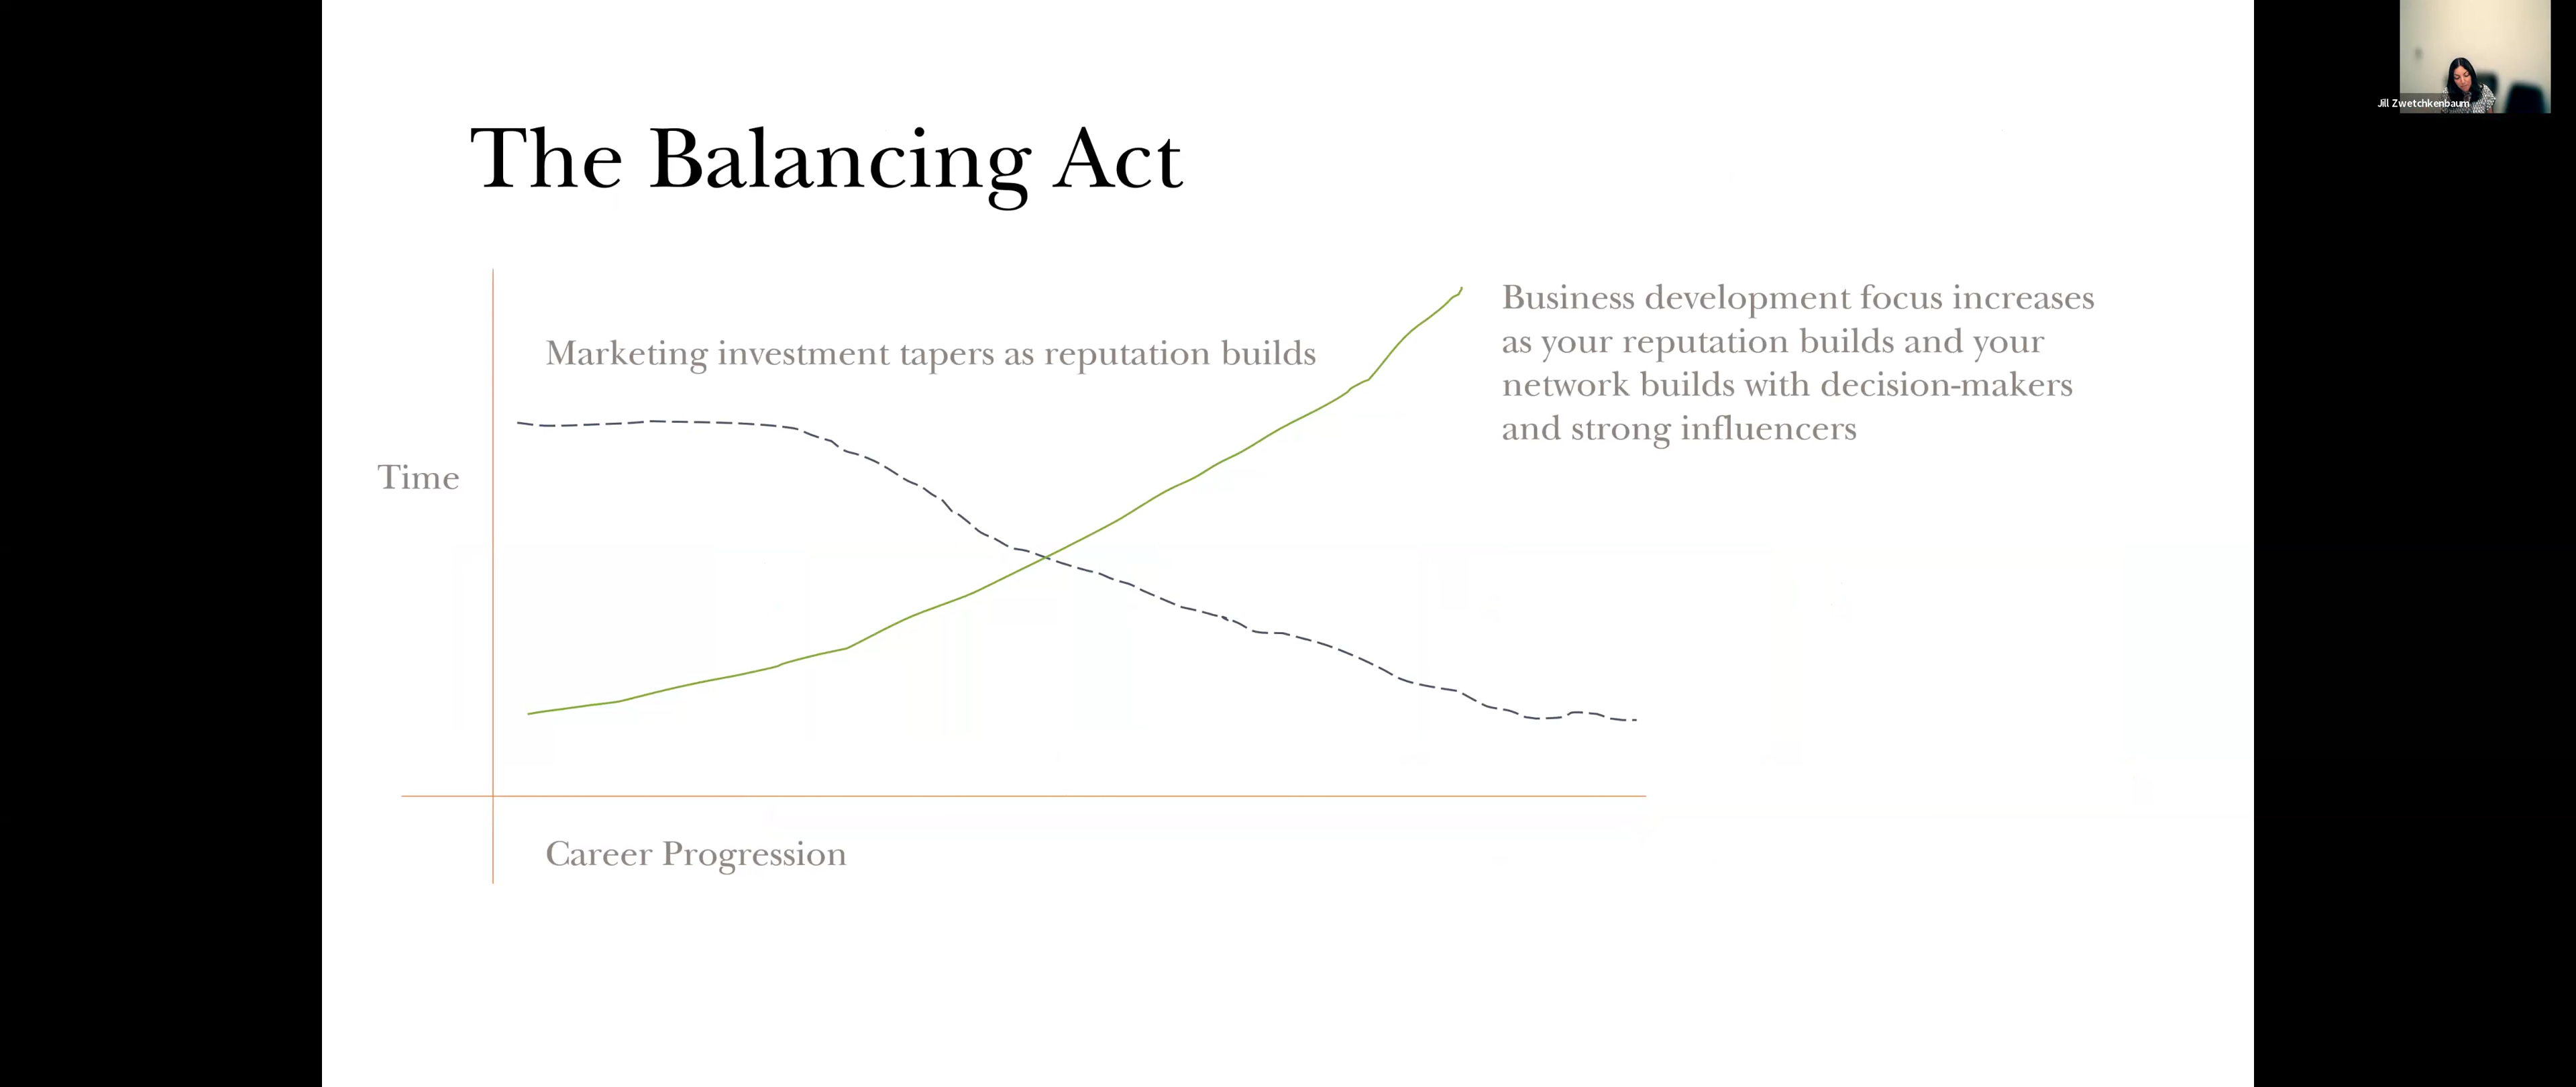 Jill Zwetchkenbaum
The Balancing Act
Marketing investment tapers as reputation builds
Business development focus increases
as your reputation builds and your
network builds with decision-makers
and strong influencers
Time
Career Progression